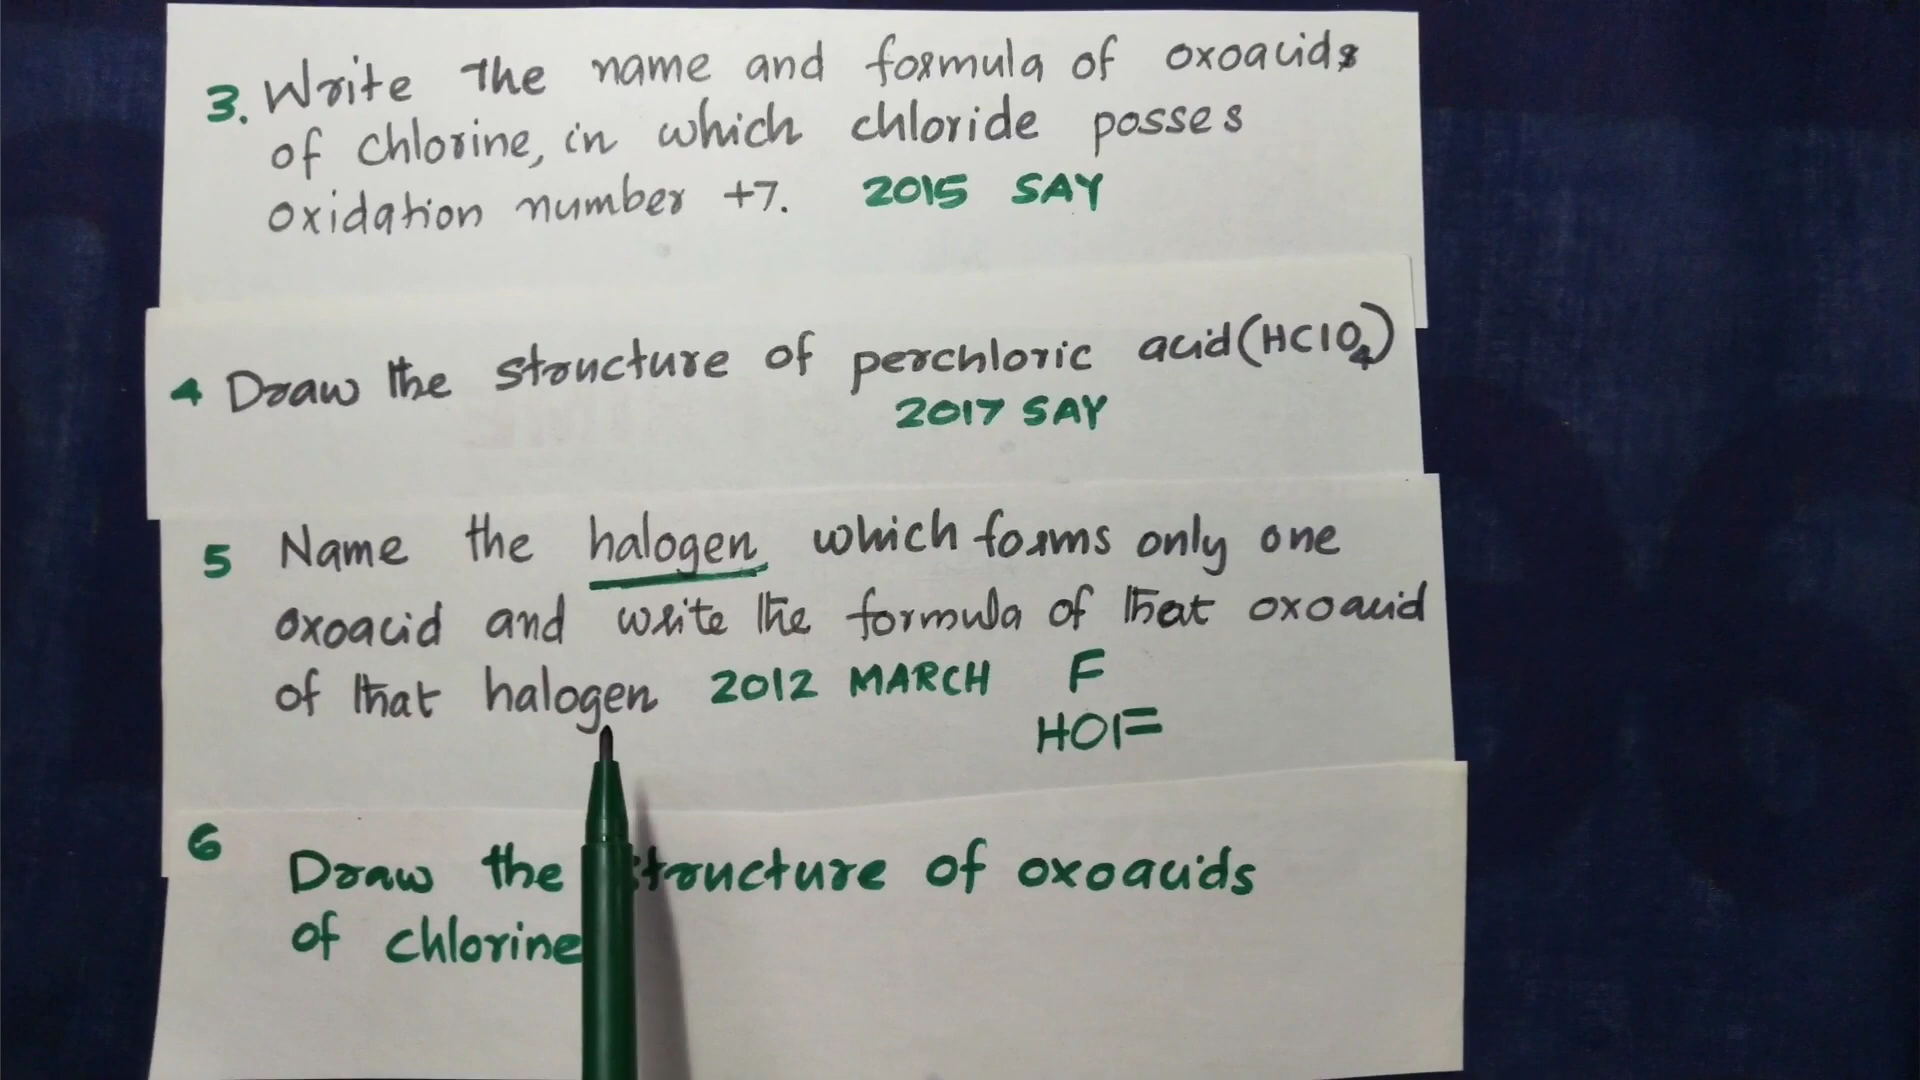 3. Write the name and formula of oxoacids
of chlorine, in which chloride posses
oxidation number +7. 2015 SAY
4 Draw the structure of perchloric acid (HClO4)
2017 SAY
5 Name the halogen which forms only one
oxoacid and write the formula of that oxoacid
of that halogen 2012 MARCH F
HOF
6 Draw the structure of oxoacids
of chlorine